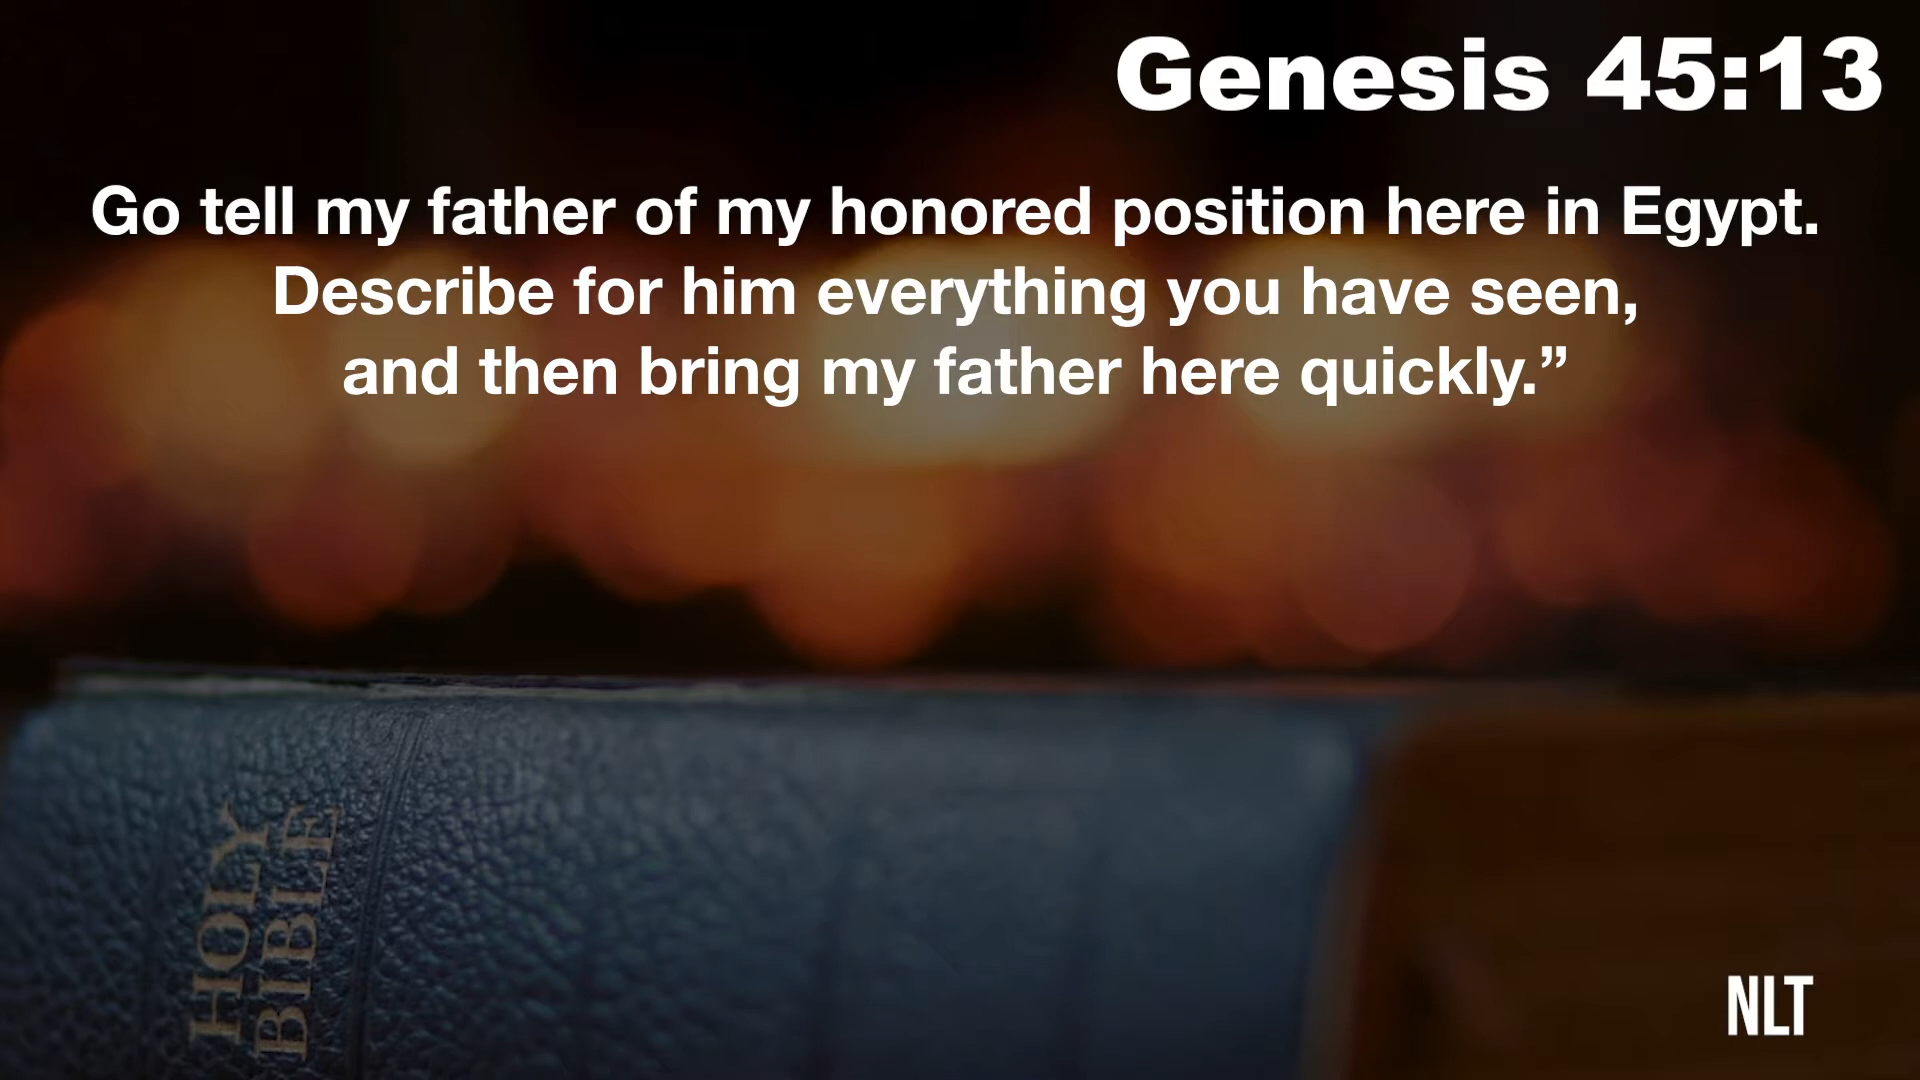 Genesis 45:13
Go tell my father of my honored position here in Egypt.
Describe for him everything you have seen,
and then bring my father here quickly.”
HOLY
BIBLE
NLT